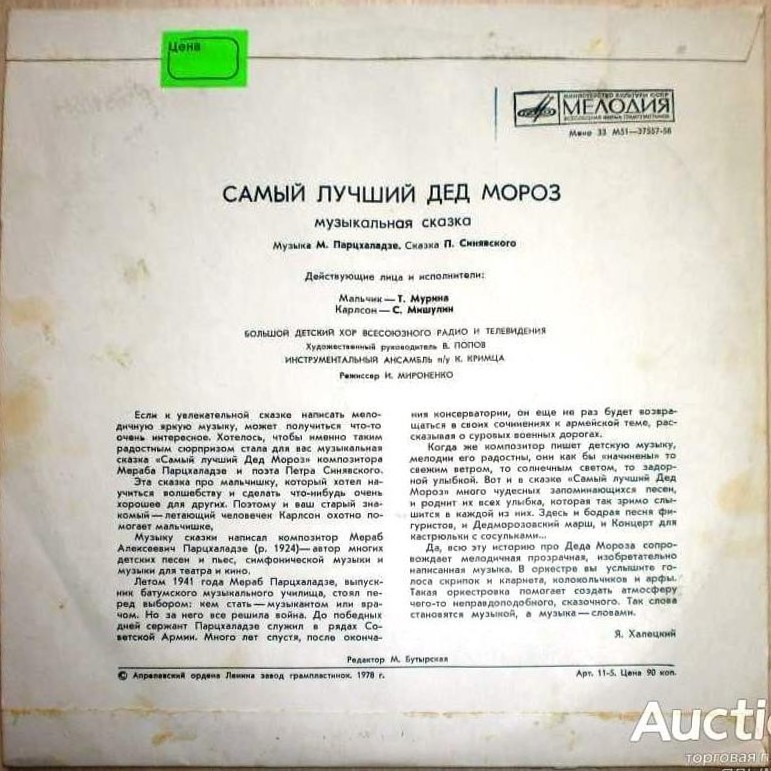 Цена
МИНИСТЕРСТВО КУЛЬТУРЫ СССР
МЕЛОДИЯ
ВСЕСОЮЗНАЯ ФИРМА ГРАМПЛАСТИНОК
Моно 33 М51—37557-58
САМЫЙ ЛУЧШИЙ ДЕД МОРОЗ
музыкальная сказка
Музыка М. Парцхаладзе. Сказка П. Синявского
Действующие лица и исполнители:
Мальчик — Т. Мурина
Карлсон — С. Мишулин
БОЛЬШОЙ ДЕТСКИЙ ХОР ВСЕСОЮЗНОГО РАДИО И ТЕЛЕВИДЕНИЯ
Художественный руководитель В. ПОПОВ
ИНСТРУМЕНТАЛЬНЫЙ АНСАМБЛЬ п/у К. КРИМЦА
Режиссер И. МИРОНЕНКО
Если к увлекательной сказке написать мело-
дичную яркую музыку, может получиться что-то
очень интересное. Хотелось, чтобы именно таким
радостным сюрпризом стала для вас музыкальная
сказка «Самый лучший Дед Мороз» композитора
Мераба Парцхаладзе и поэта Петра Синявского.
Эта сказка про мальчишку, который хотел на-
учиться волшебству и сделать что-нибудь очень
хорошее для других. Поэтому и ваш старый зна-
комый — летающий человечек Карлсон охотно по-
могает мальчишке,
Музыку сказки написал композитор Мераб
Алексеевич Парцхаладзе (р. 1924)— автор многих
детских песен и пьес, симфонической музыки и
музыки для театра и кино.
Летом 1941 года Мераб Парцхаладзе, выпуск-
ник батумского музыкального училища, стоял пе-
ред выбором: кем стать — музыкантом или вра-
чом. Но за него все решила война. До победных
дней сержант Парцхаладзе служил в рядах Со-
ветской Армии. Много лет спустя, после оконча-
ния консерватории, он еще не раз будет возвра-
щаться в своих сочинениях к армейской теме, рас-
сказывая о суровых военных дорогах.
Когда же композитор пишет детскую музыку,
мелодии его радостны, они как бы «начинены» то
свежим ветром, то солнечным светом, то задор-
ной улыбкой. Вот и в сказке «Самый лучший Дед
Мороз» много чудесных запоминающихся песен,
и роднит их всех улыбка, которая так зримо слы-
шится в каждой из них. Здесь и бодрая песня фи-
гуристов, и Дедморозовский марш, и Концерт для
кастрюльки с сосульками...
Да, всю эту историю про Деда Мороза сопро-
вождает мелодичная прозрачная, изобретательно
написанная музыка. В оркестре вы услышите го-
лоса скрипок и кларнета, колокольчиков и арфы.
Такая оркестровка помогает создать атмосферу
чего-то неправдоподобного, сказочного. Так слова
становятся музыкой, а музыка — словами.
Я. Халецкий
Редактор М. Бутырская
© Апрелевский ордена Ленина завод грампластинок. 1978 г.
Арт. 11-5. Цена 90 коп.
Aucti
торговая п